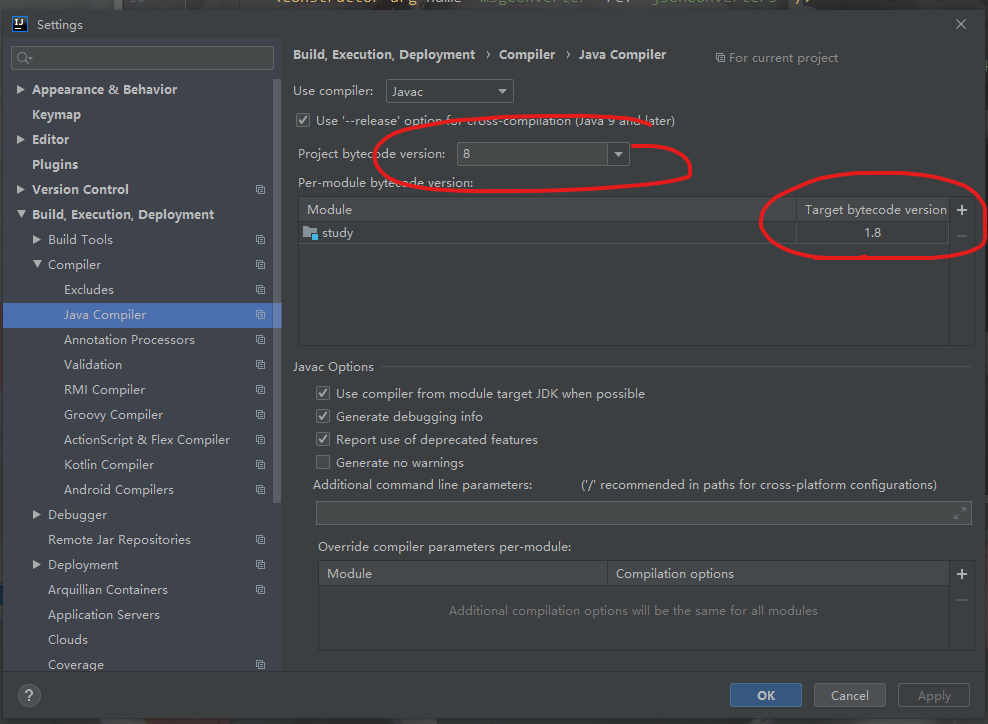 <constructor-arg name="msgConverter" ref="jsonConverters"/>
Settings
Appearance & Behavior
Keymap
Editor
Plugins
Version Control
Build, Execution, Deployment
Build Tools
Compiler
Excludes
Java Compiler
Annotation Processors
Validation
RMI Compiler
Groovy Compiler
ActionScript & Flex Compiler
Kotlin Compiler
Android Compilers
Debugger
Remote Jar Repositories
Deployment
Arquillian Containers
Application Servers
Clouds
Coverage
Build, Execution, Deployment › Compiler › Java Compiler
For current project
Use compiler: Javac
Use '--release' option for cross-compilation (Java 9 and later)
Project bytecode version: 8
Per-module bytecode version:
Module Target bytecode version
study 1.8
Javac Options
Use compiler from module target JDK when possible
Generate debugging info
Report use of deprecated features
Generate no warnings
Additional command line parameters: ('/' recommended in paths for cross-platform configurations)
Override compiler parameters per-module:
Module Compilation options
Additional compilation options will be the same for all modules
? OK Cancel Apply